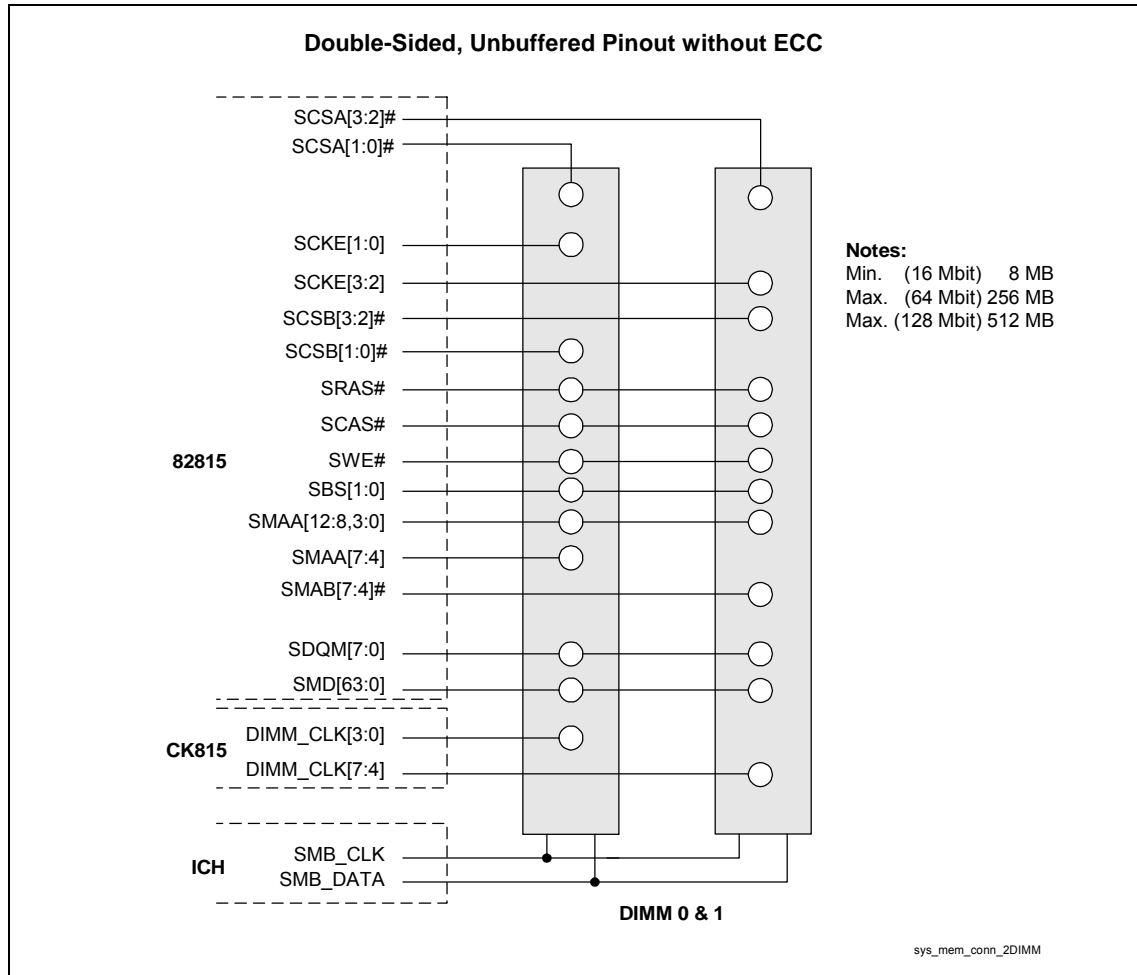 Double-Sided, Unbuffered Pinout without ECC
SCSA[3:2]#
SCSA[1:0]#
SCKE[1:0]
SCKE[3:2]
SCSB[3:2]#
SCSB[1:0]#
SRAS#
SCAS#
82815
SWE#
SBS[1:0]
SMAA[12:8,3:0]
SMAA[7:4]
SMAB[7:4]#
SDQM[7:0]
SMD[63:0]
CK815
DIMM_CLK[3:0]
DIMM_CLK[7:4]
ICH
SMB_CLK
SMB_DATA
Notes:
Min. (16 Mbit) 8 MB
Max. (64 Mbit) 256 MB
Max. (128 Mbit) 512 MB
DIMM 0 & 1
sys_mem_conn_2DIMM